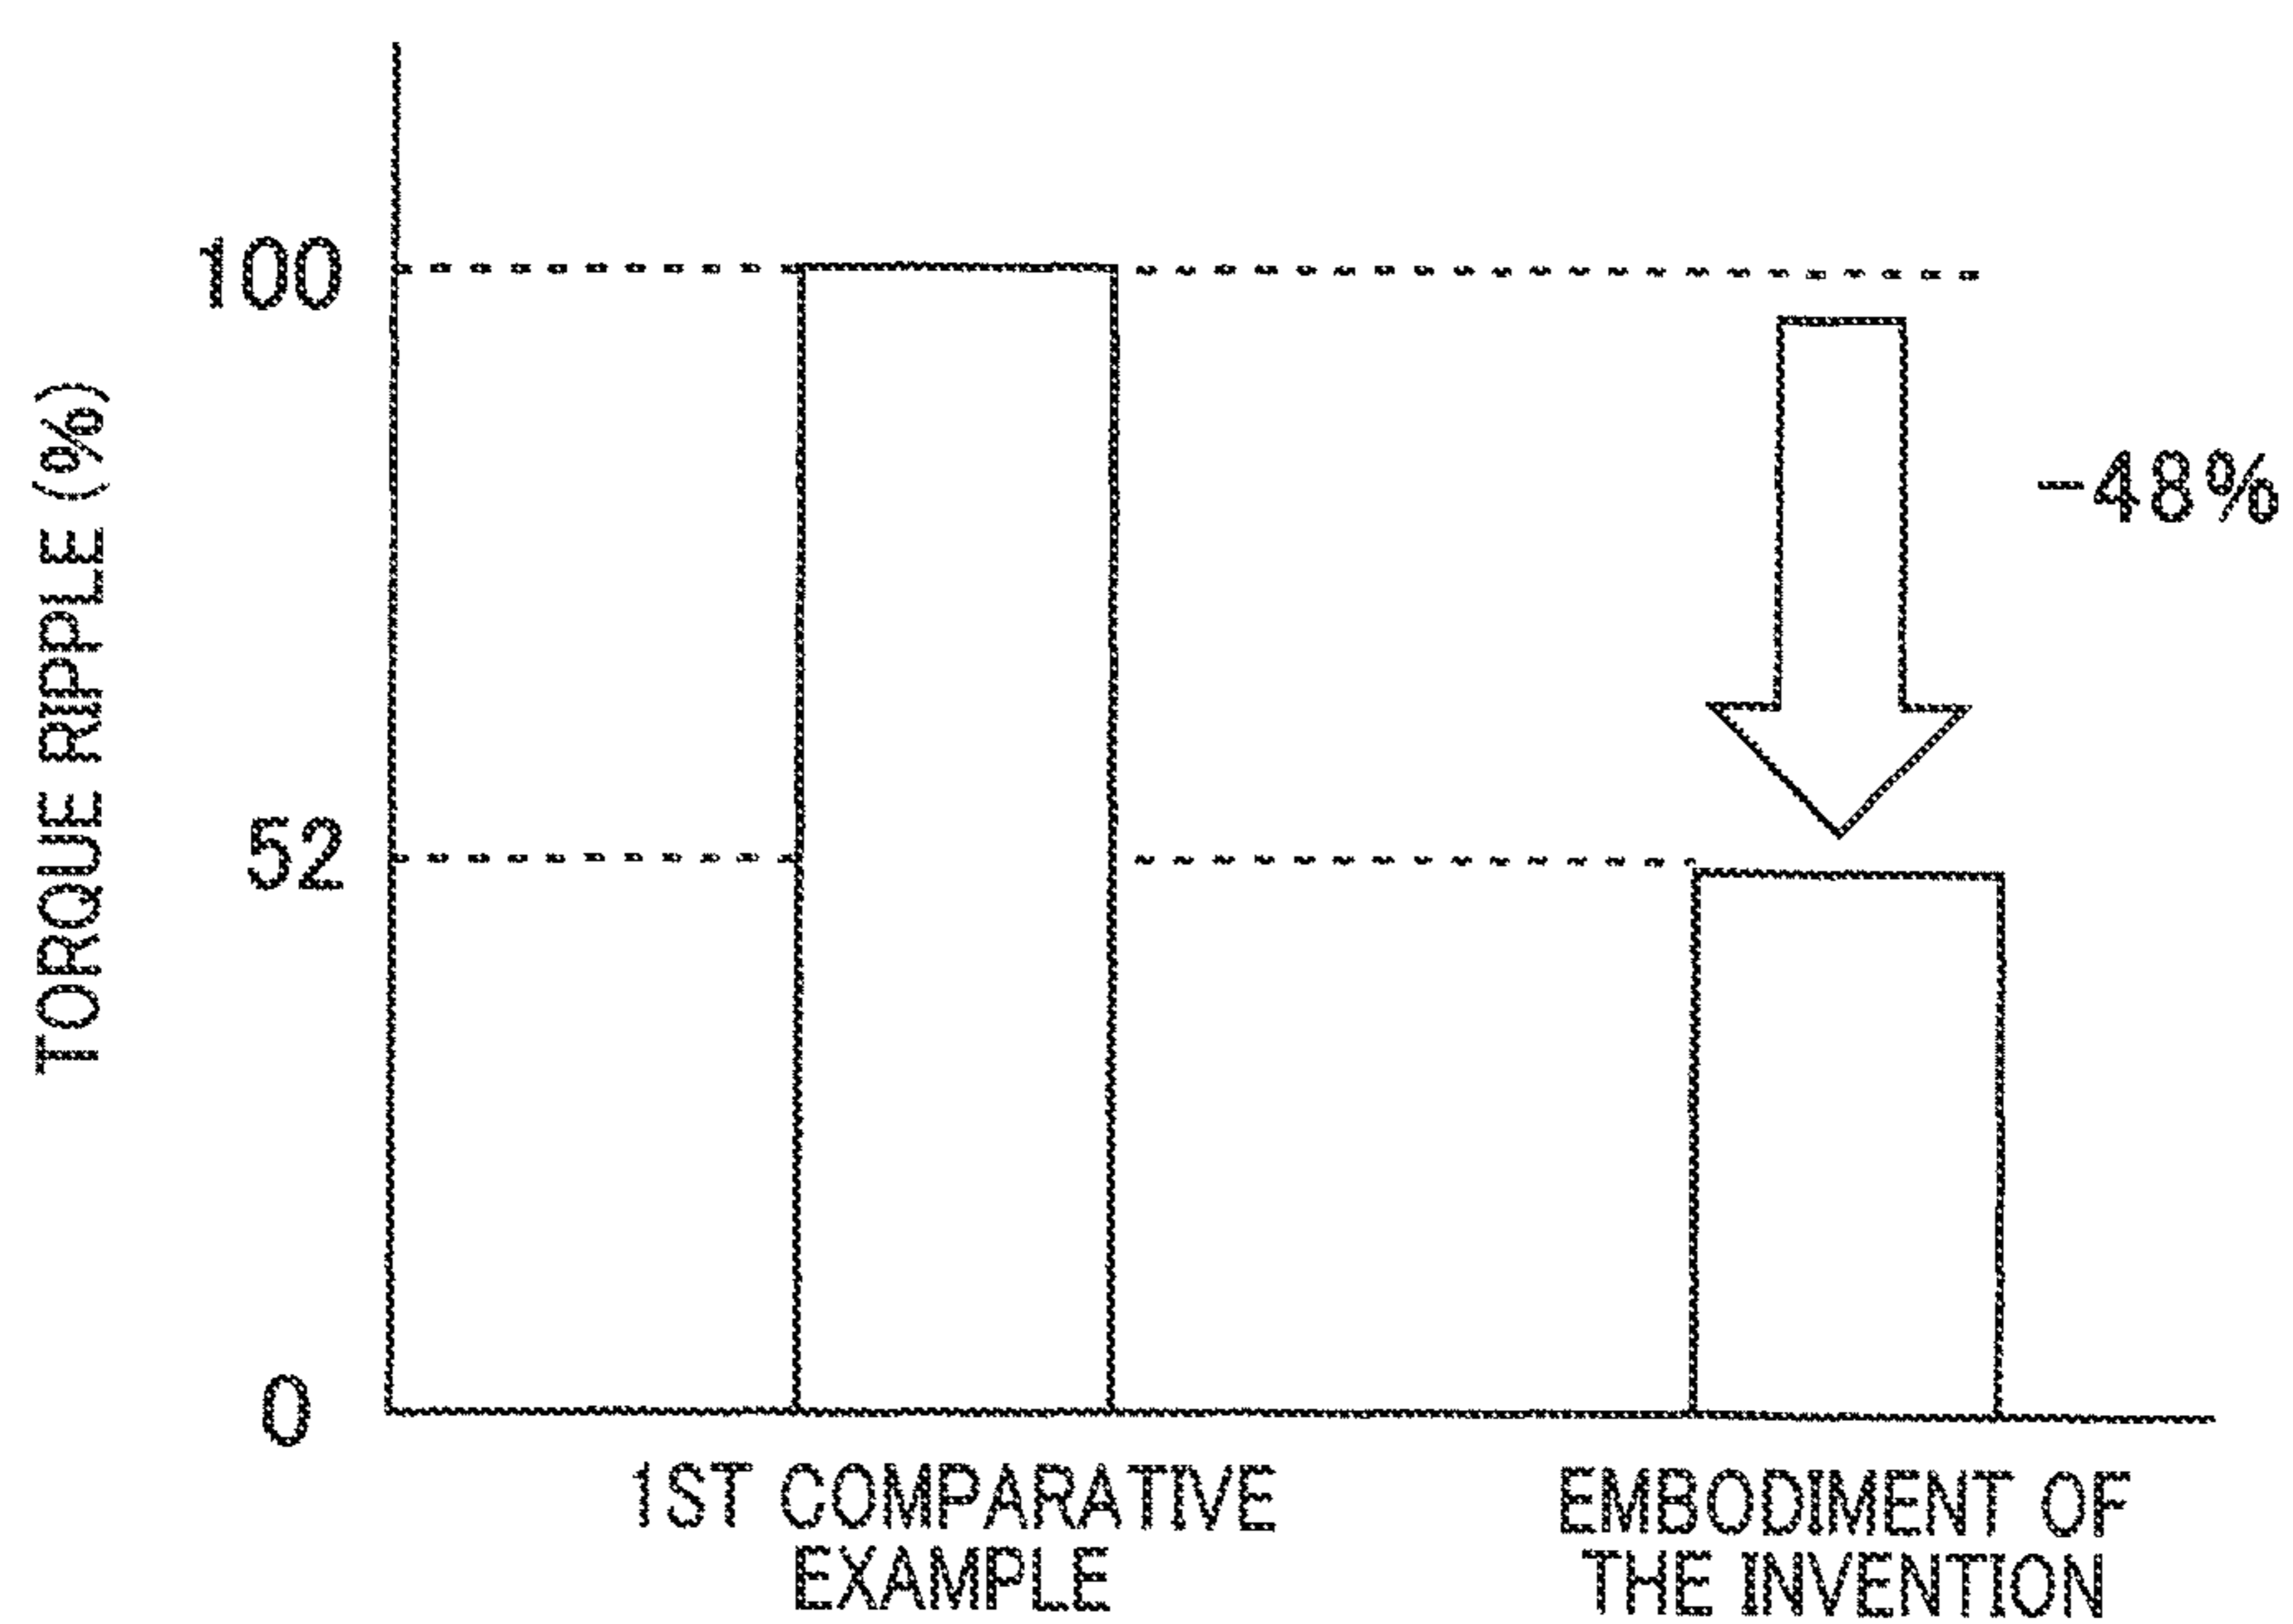 TORQUE RIPPLE (%)
100
52
0
-48%
1ST COMPARATIVE
EXAMPLE
EMBODIMENT OF
THE INVENTION